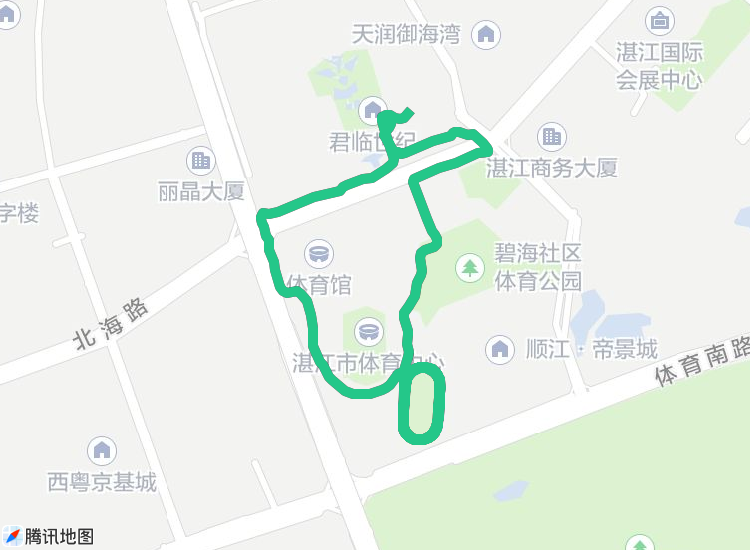 天润御海湾
湛江国际
会展中心
君临世纪
湛江商务大厦
丽晶大厦
字楼
碧海社区
体育公园
体育馆
北海路
顺江·帝景城
湛江市体育中心
体育南路
西粤京基城
腾讯地图